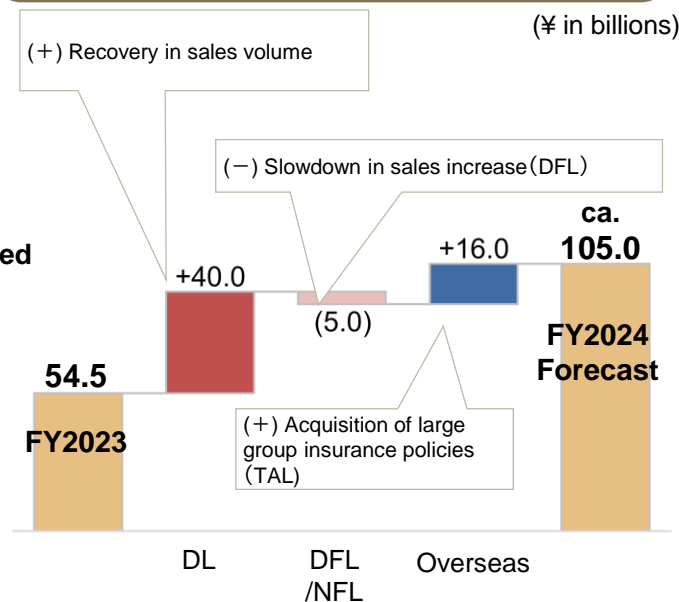 (¥ in billions)
(＋) Recovery in sales volume
(－) Slowdown in sales increase（DFL）
ca.
105.0
ed
+16.0
+40.0
(5.0)
54.5
FY2024
Forecast
FY2023
(＋) Acquisition of large
group insurance policies
（TAL）
DL
DFL
/NFL
Overseas